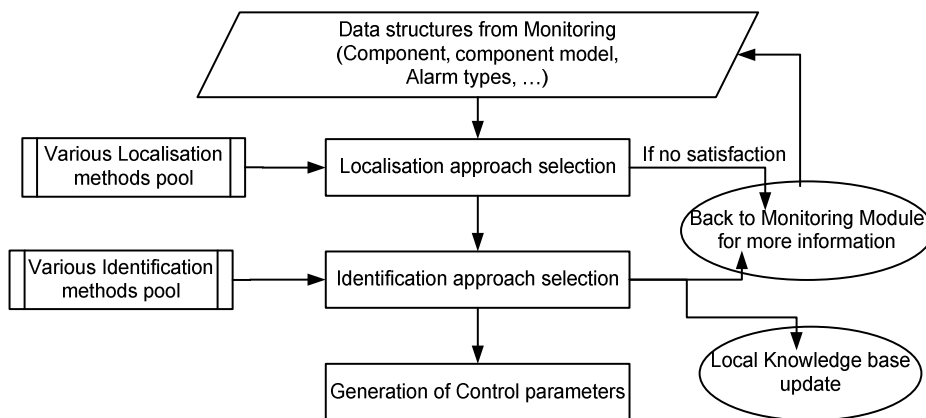 Data structures from Monitoring
(Component, component model,
Alarm types, …)
Various Localisation
methods pool
Localisation approach selection
If no satisfaction
Back to Monitoring Module
for more information
Various Identification
methods pool
Identification approach selection
Local Knowledge base
update
Generation of Control parameters